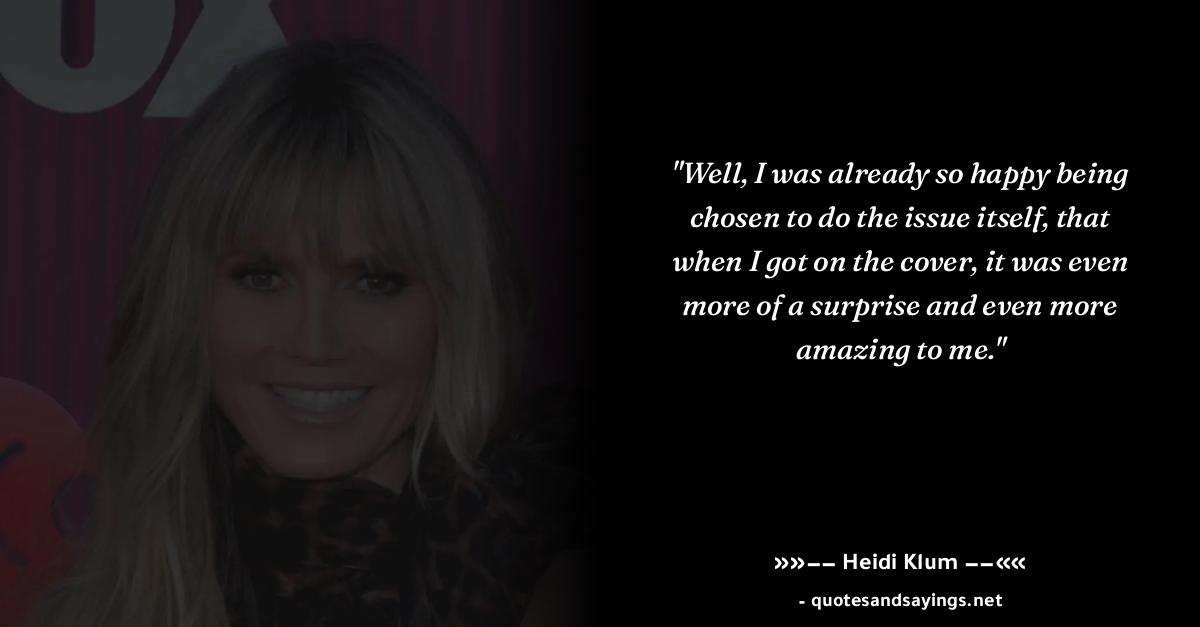 OX
"Well, I was already so happy being
chosen to do the issue itself, that
when I got on the cover, it was even
more of a surprise and even more
amazing to me."
»»−− Heidi Klum −−««
- quotesandsayings.net